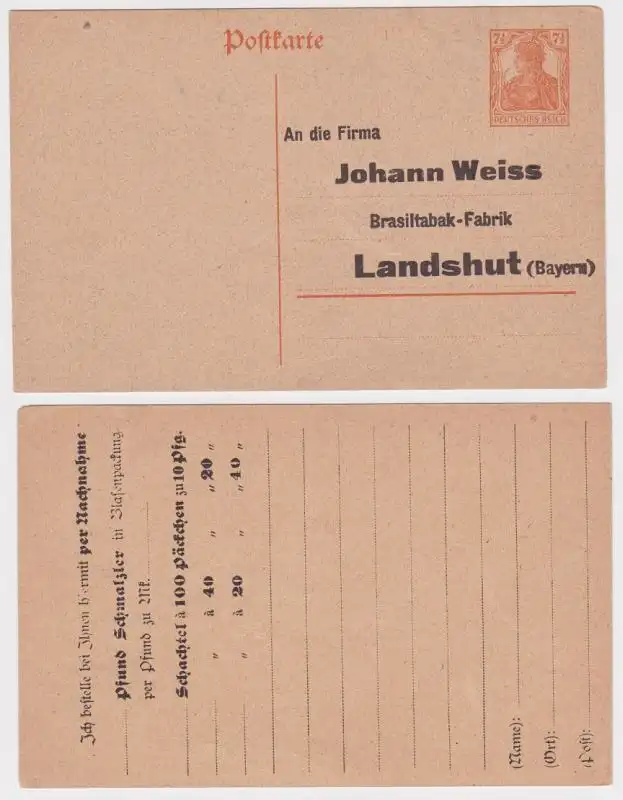 Postkarte
7½ 7½
DEUTSCHES REICH
An die Firma
Johann Weiss
Brasiltabak-Fabrik
Landshut (Bayern)
Ich bestelle bei Ihnen hiermit per Nachnahme
Pfund Schmalzler in Blasenpackung
per Pfund zu Mk.
Schachtel à 100 Päckchen zu 10 Pfg.
" à 40 " " 20 "
" à 20 " " 40 "
(Name):
(Ort):
(Post):